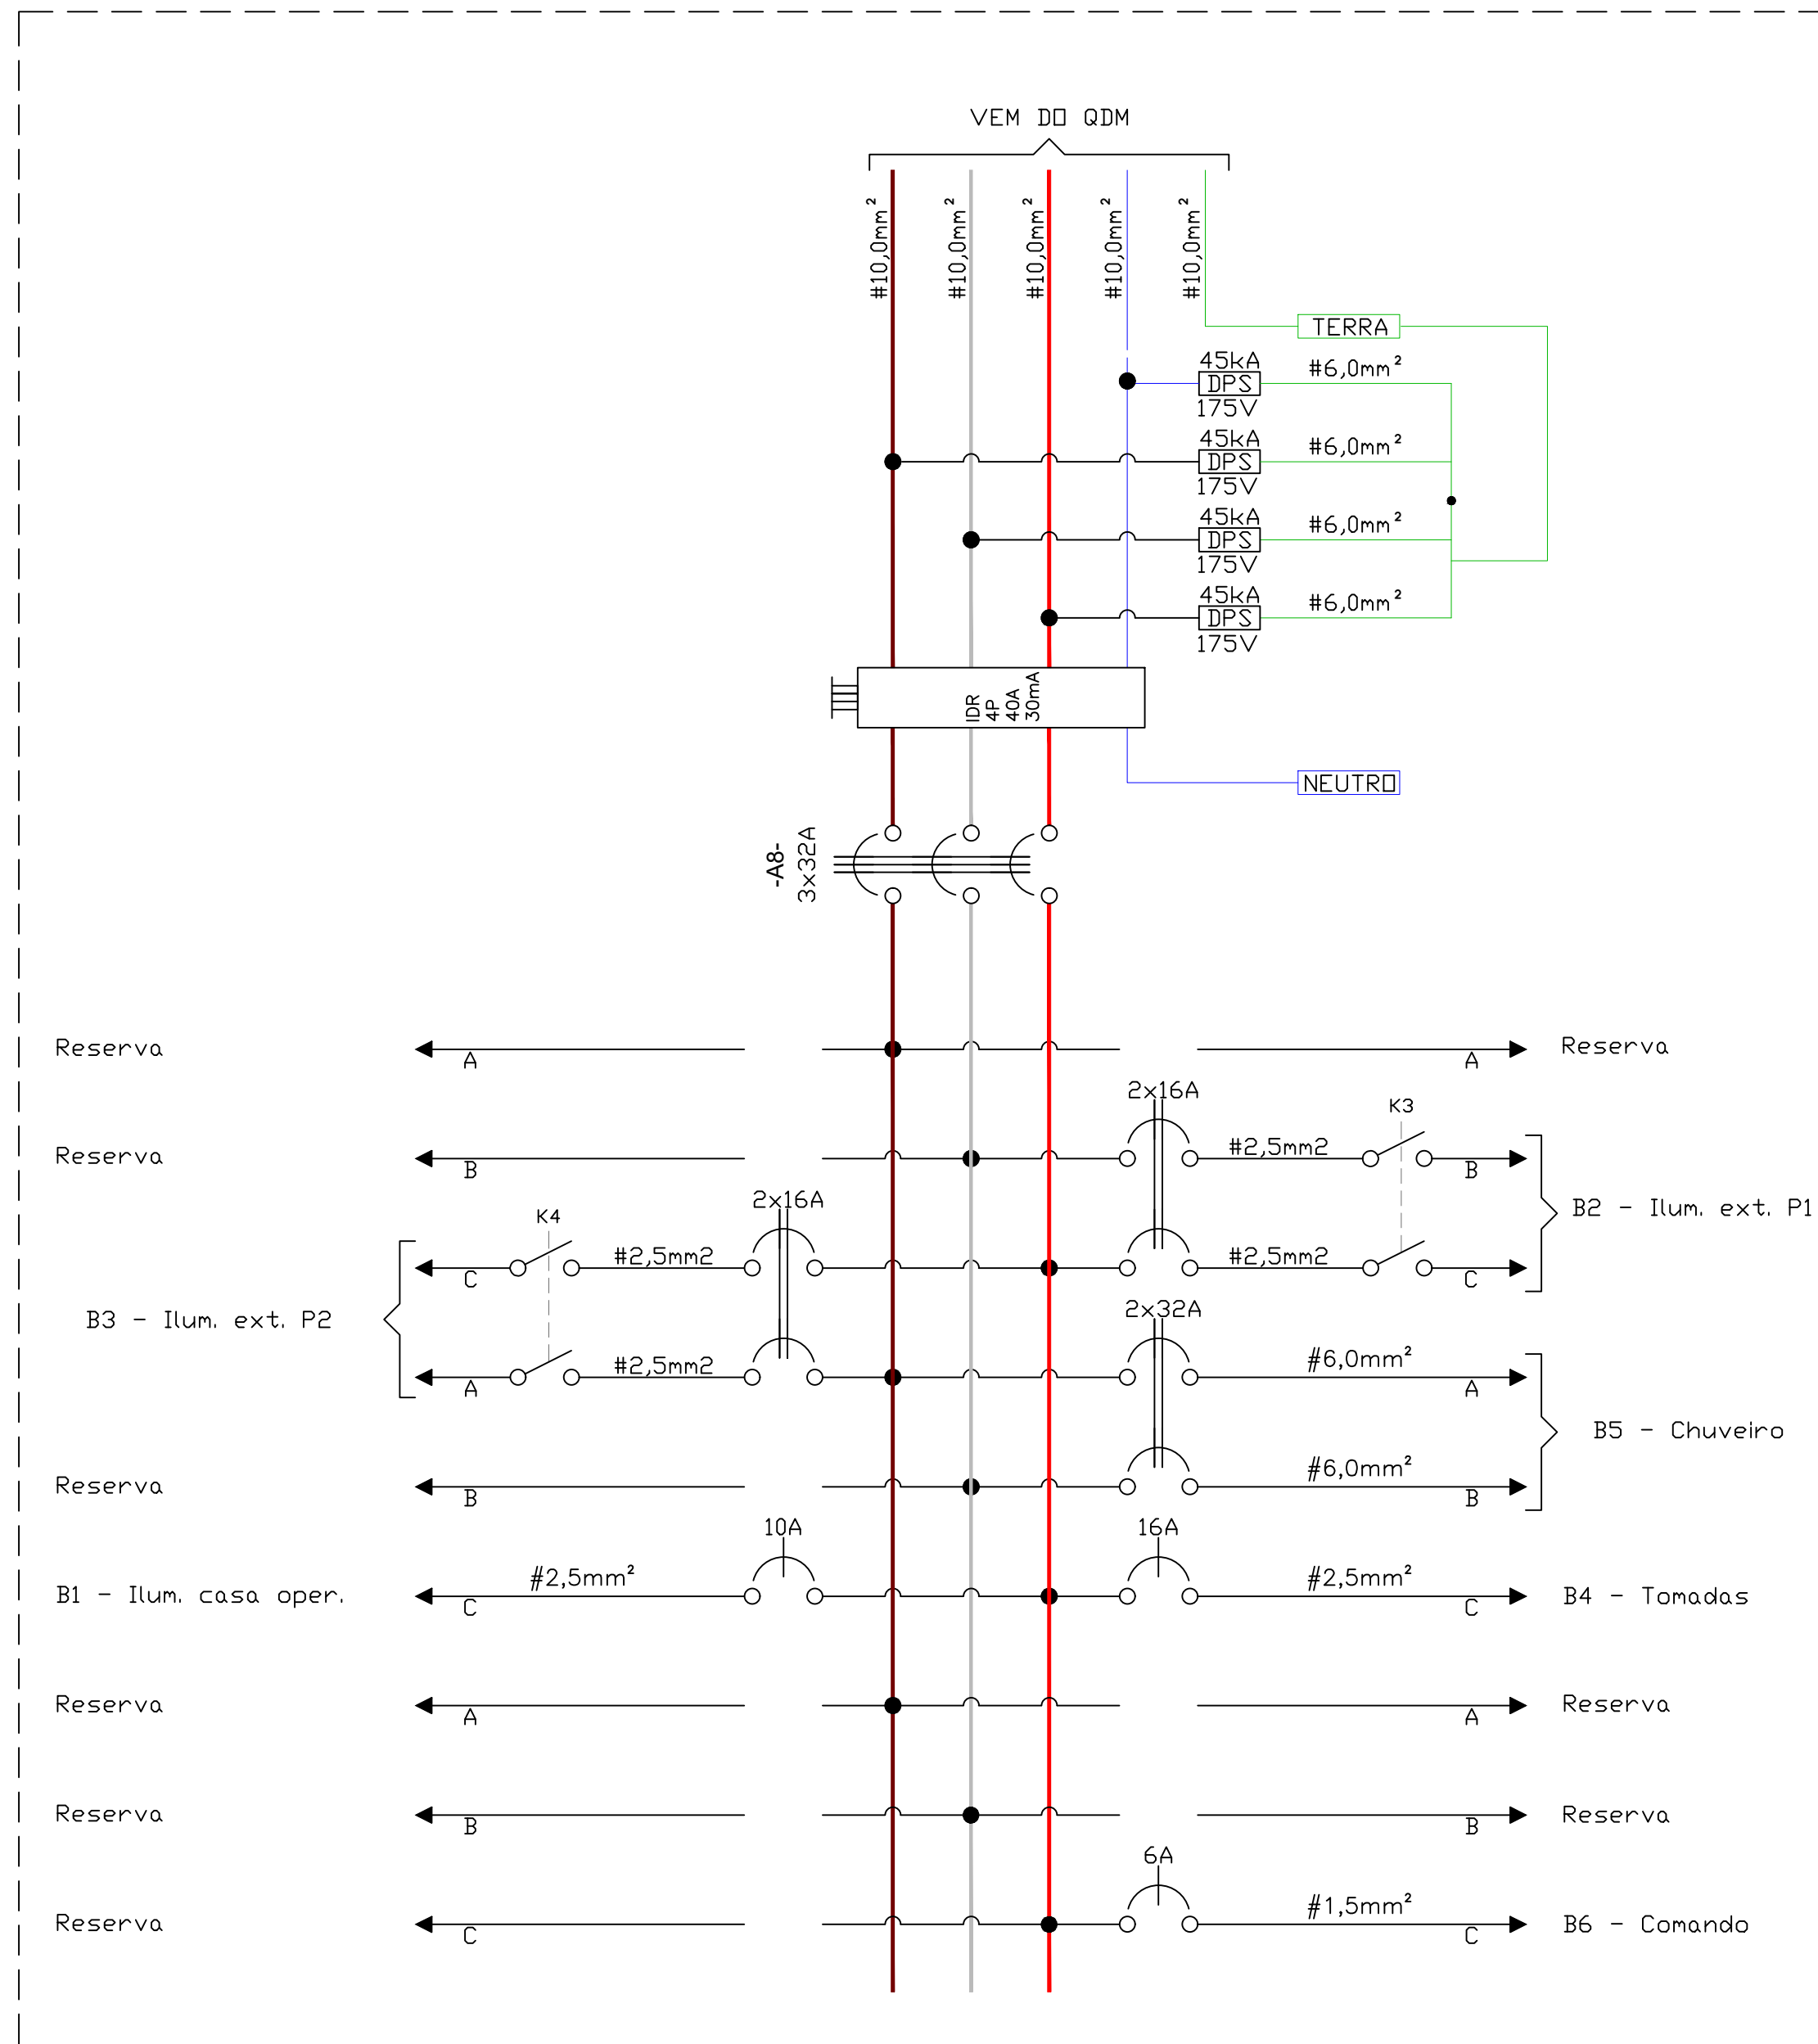 VEM DO QDM
#10,0mm²
#10,0mm²
#10,0mm²
#10,0mm²
#10,0mm²
TERRA
45kA
DPS
175V
#6,0mm²
45kA
DPS
175V
#6,0mm²
45kA
DPS
175V
#6,0mm²
45kA
DPS
175V
#6,0mm²
IDR
4P
40A
30mA
NEUTRO
-A8-
3x32A
Reserva
A
A
Reserva
2x16A
K3
Reserva
B
#2,5mm2
B
B2 - Ilum. ext. P1
2x16A
K4
C
#2,5mm2
#2,5mm2
C
B3 - Ilum. ext. P2
2x32A
A
#2,5mm2
#6,0mm²
A
B5 - Chuveiro
Reserva
B
#6,0mm²
B
10A
16A
B1 - Ilum. casa oper.
#2,5mm²
C
#2,5mm²
C
B4 - Tomadas
Reserva
A
A
Reserva
Reserva
B
B
Reserva
6A
Reserva
C
#1,5mm²
C
B6 - Comando